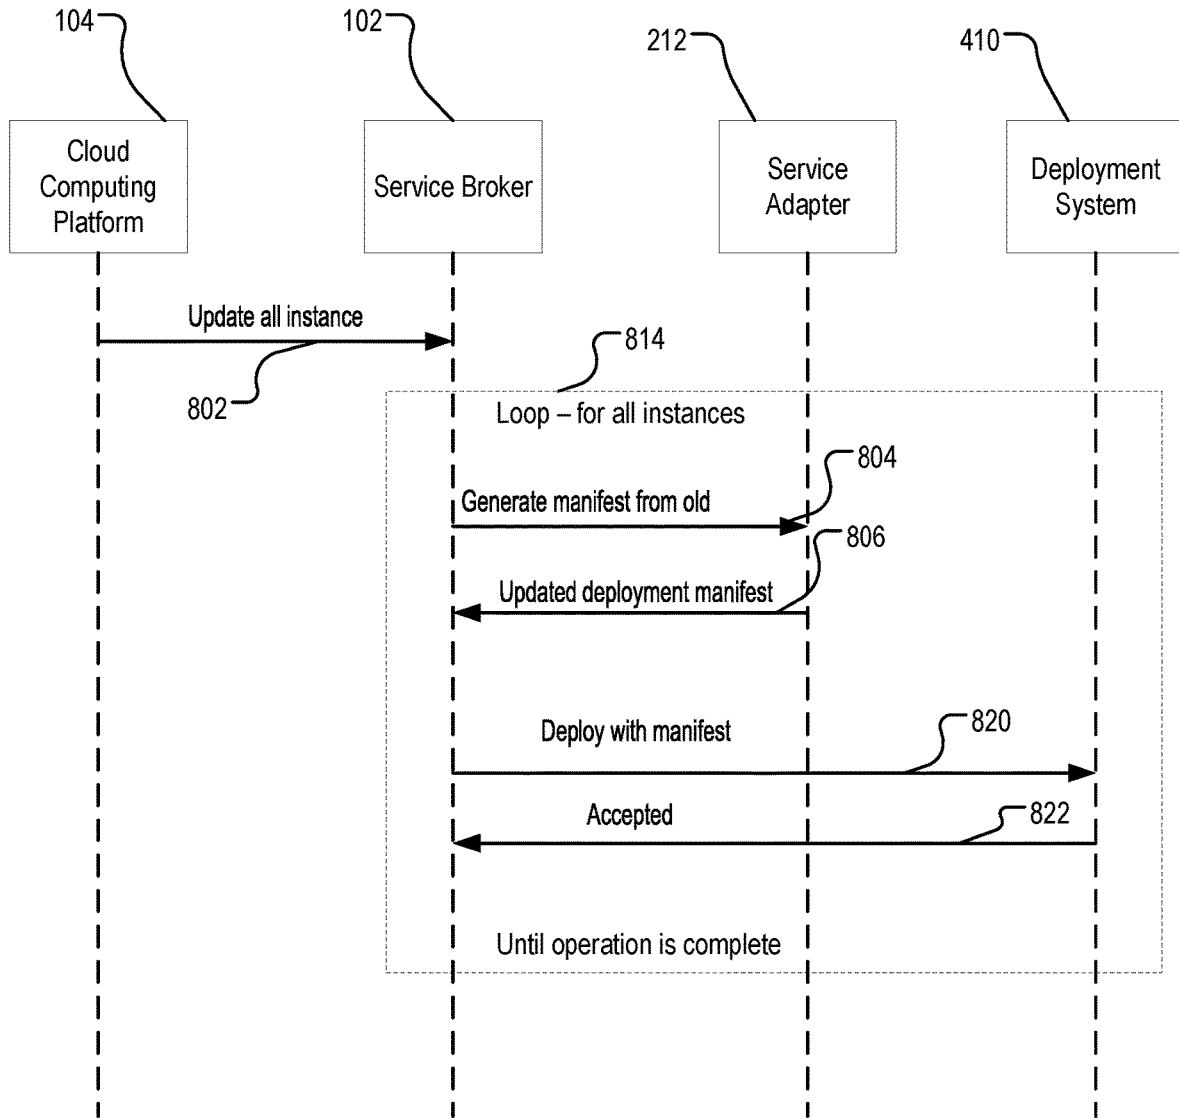 104
102
212
410
Cloud
Computing
Platform
Service Broker
Service
Adapter
Deployment
System
Update all instance
802
814
Loop – for all instances
804
Generate manifest from old
806
Updated deployment manifest
820
Deploy with manifest
822
Accepted
Until operation is complete